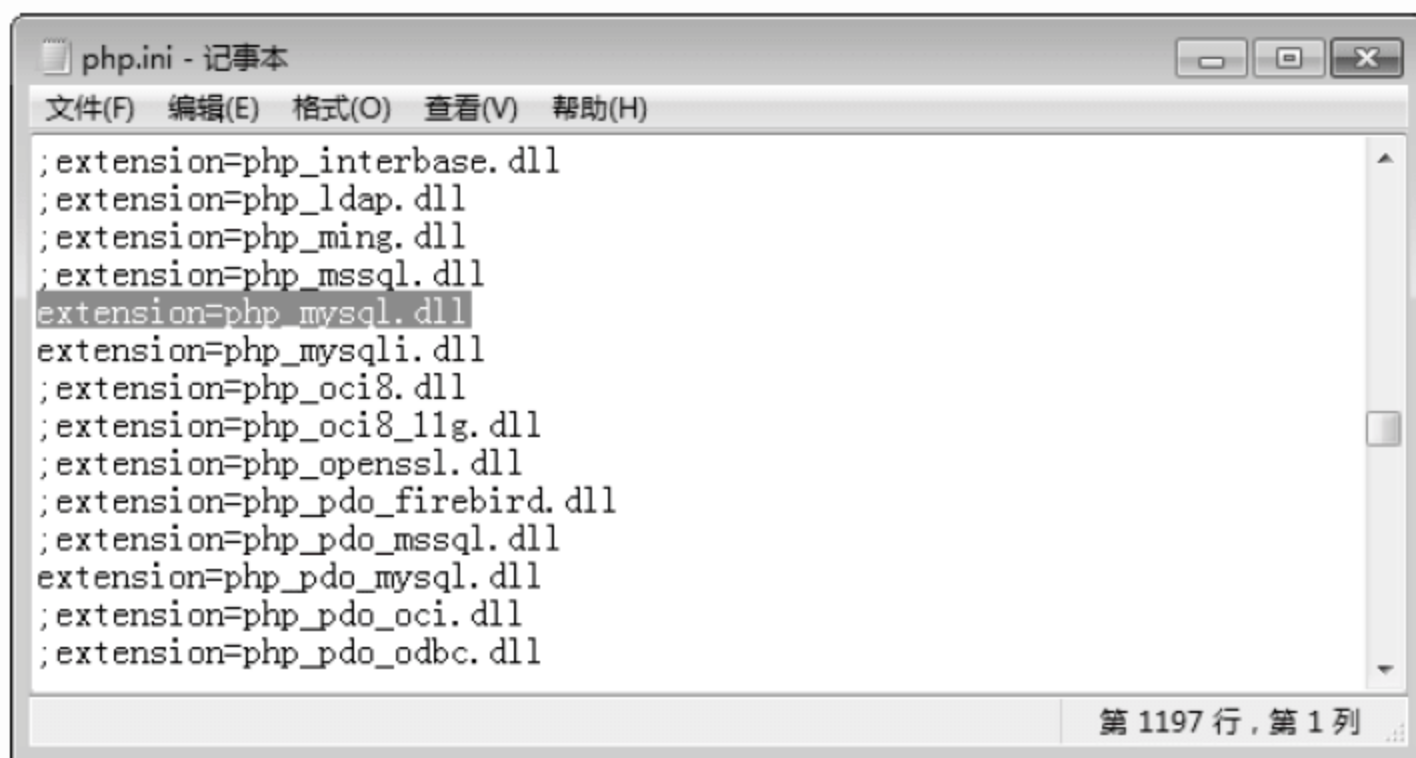 php.ini - 记事本
文件(F) 编辑(E) 格式(O) 查看(V) 帮助(H)
;extension=php_interbase.dll
;extension=php_ldap.dll
;extension=php_ming.dll
;extension=php_mssql.dll
extension=php_mysql.dll
extension=php_mysqli.dll
;extension=php_oci8.dll
;extension=php_oci8_11g.dll
;extension=php_openssl.dll
;extension=php_pdo_firebird.dll
;extension=php_pdo_mssql.dll
extension=php_pdo_mysql.dll
;extension=php_pdo_oci.dll
;extension=php_pdo_odbc.dll
第 1197 行，第 1 列